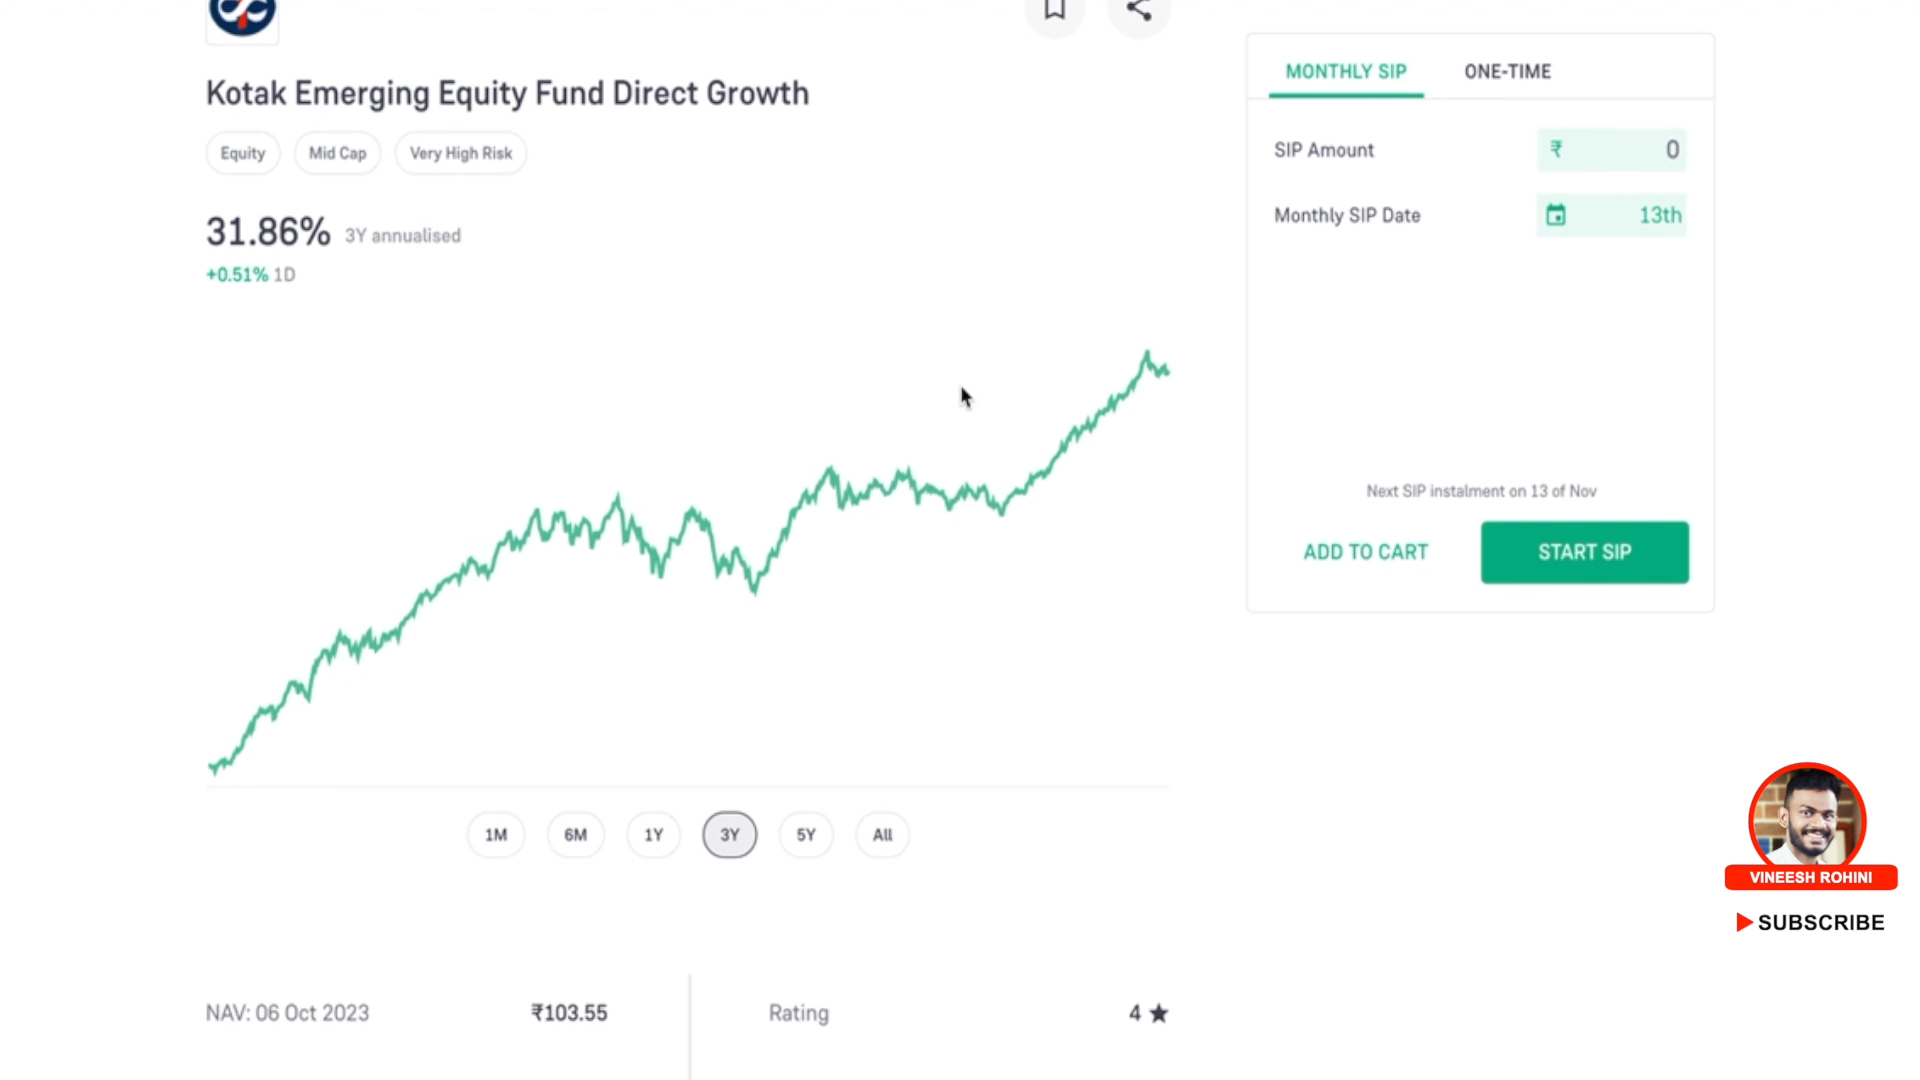 Kotak Emerging Equity Fund Direct Growth
Equity
Mid Cap
Very High Risk
31.86% 3Y annualised
+0.51% 1D
1M
6M
1Y
3Y
5Y
All
NAV: 06 Oct 2023
₹103.55
Rating
4 ★
MONTHLY SIP
ONE-TIME
SIP Amount
₹ 0
Monthly SIP Date
13th
Next SIP instalment on 13 of Nov
ADD TO CART
START SIP
VINEESH ROHINI
SUBSCRIBE